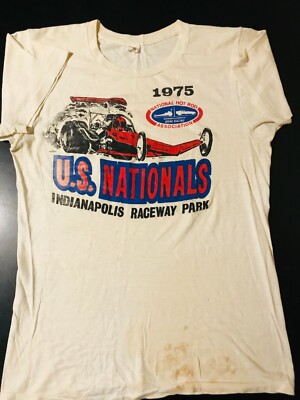 1975
NATIONAL HOT ROD
ASSOCIATION
U.S. NATIONALS
INDIANAPOLIS RACEWAY PARK